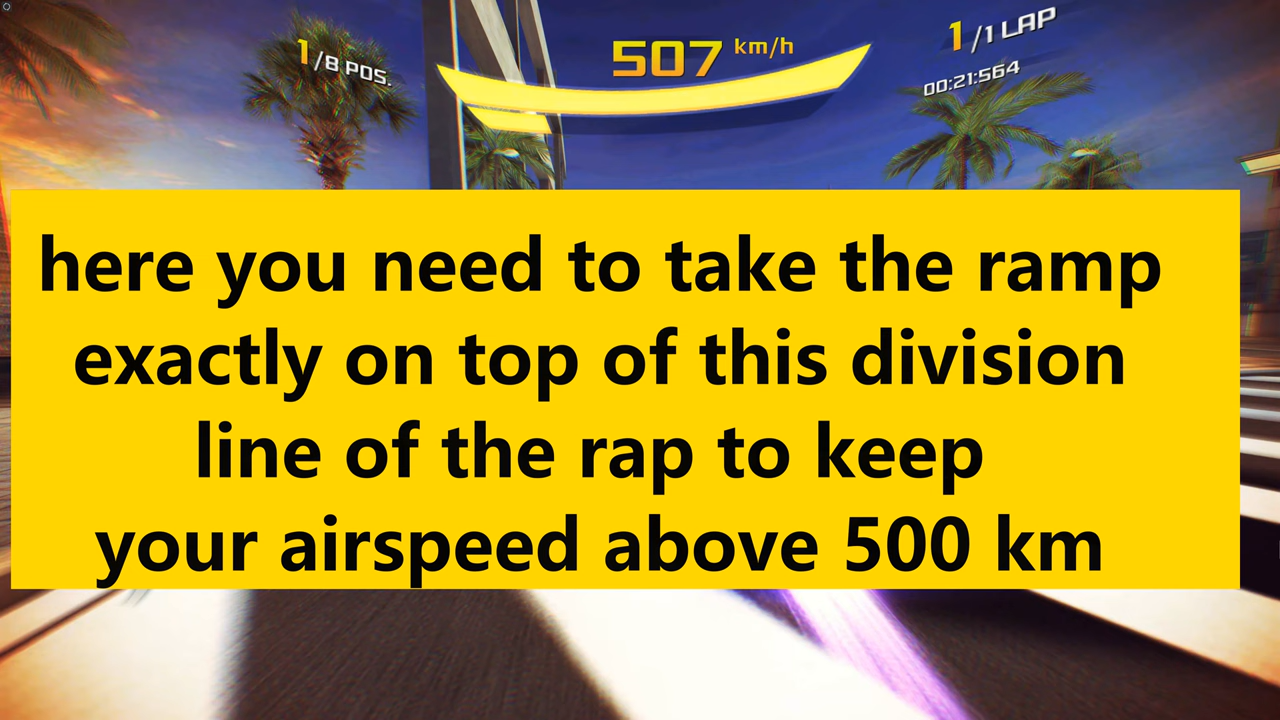 1/8 POS.
507 km/h
1/1 LAP
00:21:564
here you need to take the ramp
exactly on top of this division
line of the rap to keep
your airspeed above 500 km